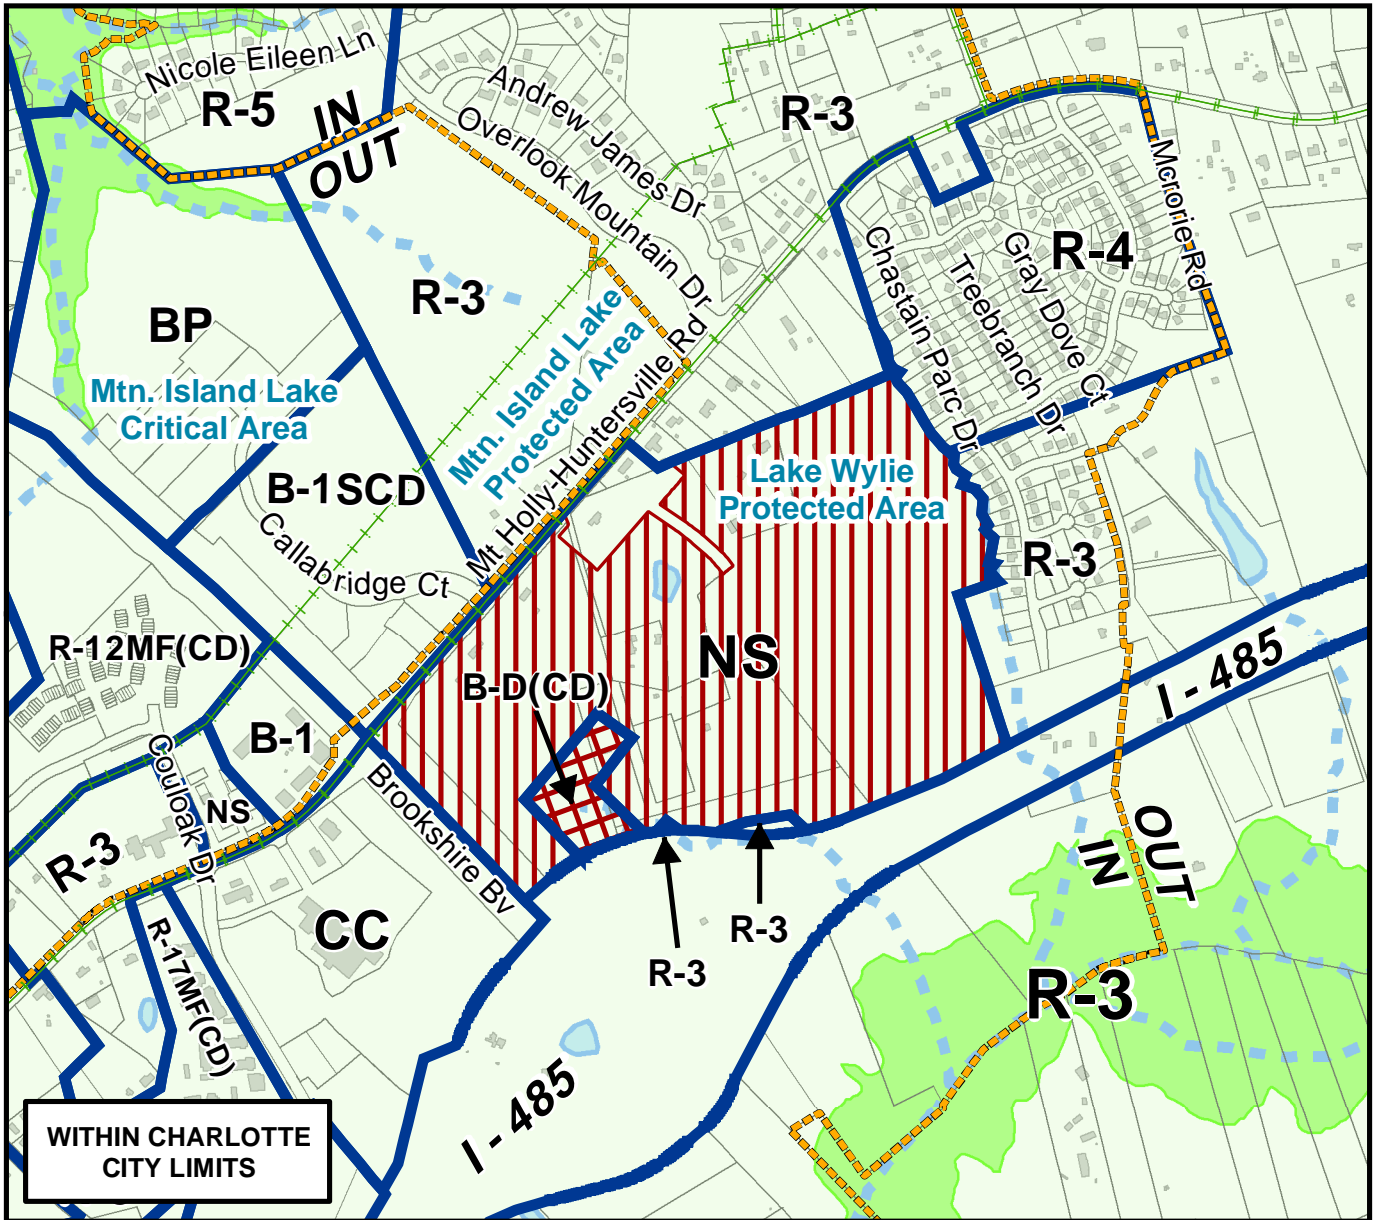 Nicole Eileen Ln
R-5
IN
OUT
Andrew James Dr
Overlook Mountain Dr
R-3
Mcrorie Rd
R-4
Gray Dove Ct
Treebranch Dr
Chastain Parc Dr
R-3
BP
Mtn. Island Lake
Critical Area
Mtn. Island Lake
Protected Area
Mt Holly-Huntersville Rd
B-1SCD
Callabridge Ct
Lake Wylie
Protected Area
R-3
R-12MF(CD)
NS
B-D(CD)
I - 485
B-1
Couloak Dr
NS
Brookshire Bv
R-3
OUT
IN
CC
R-17MF(CD)
R-3
R-3
R-3
I - 485
WITHIN CHARLOTTE
CITY LIMITS